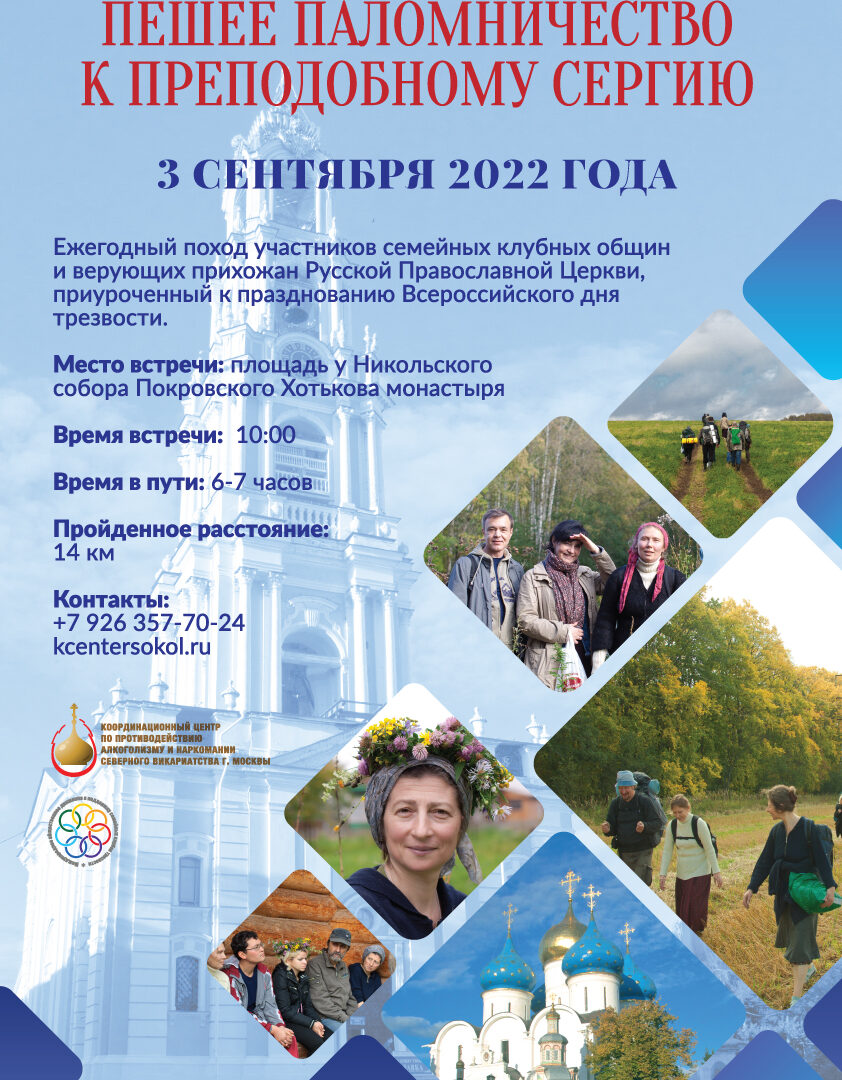 ПЕШЕЕ ПАЛОМНИЧЕСТВО
К ПРЕПОДОБНОМУ СЕРГИЮ
3 СЕНТЯБРЯ 2022 ГОДА
Ежегодный поход участников семейных клубных общин
и верующих прихожан Русской Православной Церкви,
приуроченный к празднованию Всероссийского дня
трезвости.
Место встречи: площадь у Никольского
собора Покровского Хотькова монастыря
Время встречи: 10:00
Время в пути: 6-7 часов
Пройденное расстояние:
14 км
Контакты:
+7 926 357-70-24
kcentersokol.ru
КООРДИНАЦИОННЫЙ ЦЕНТР
ПО ПРОТИВОДЕЙСТВИЮ
АЛКОГОЛИЗМУ И НАРКОМАНИИ
СЕВЕРНОГО ВИКАРИАТСТВА Г. МОСКВЫ